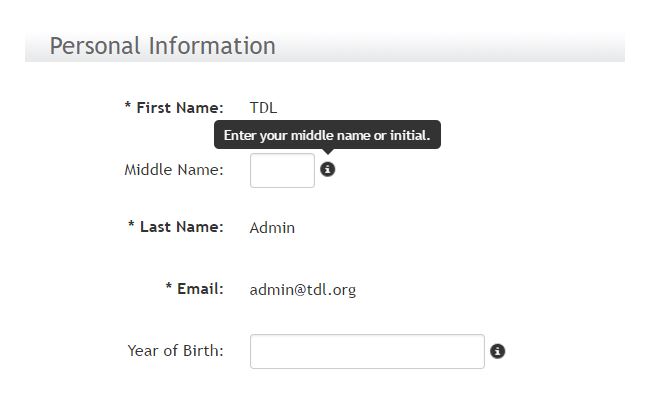 Personal Information
* First Name: TDL
Enter your middle name or initial.
Middle Name:
* Last Name: Admin
* Email: admin@tdl.org
Year of Birth: